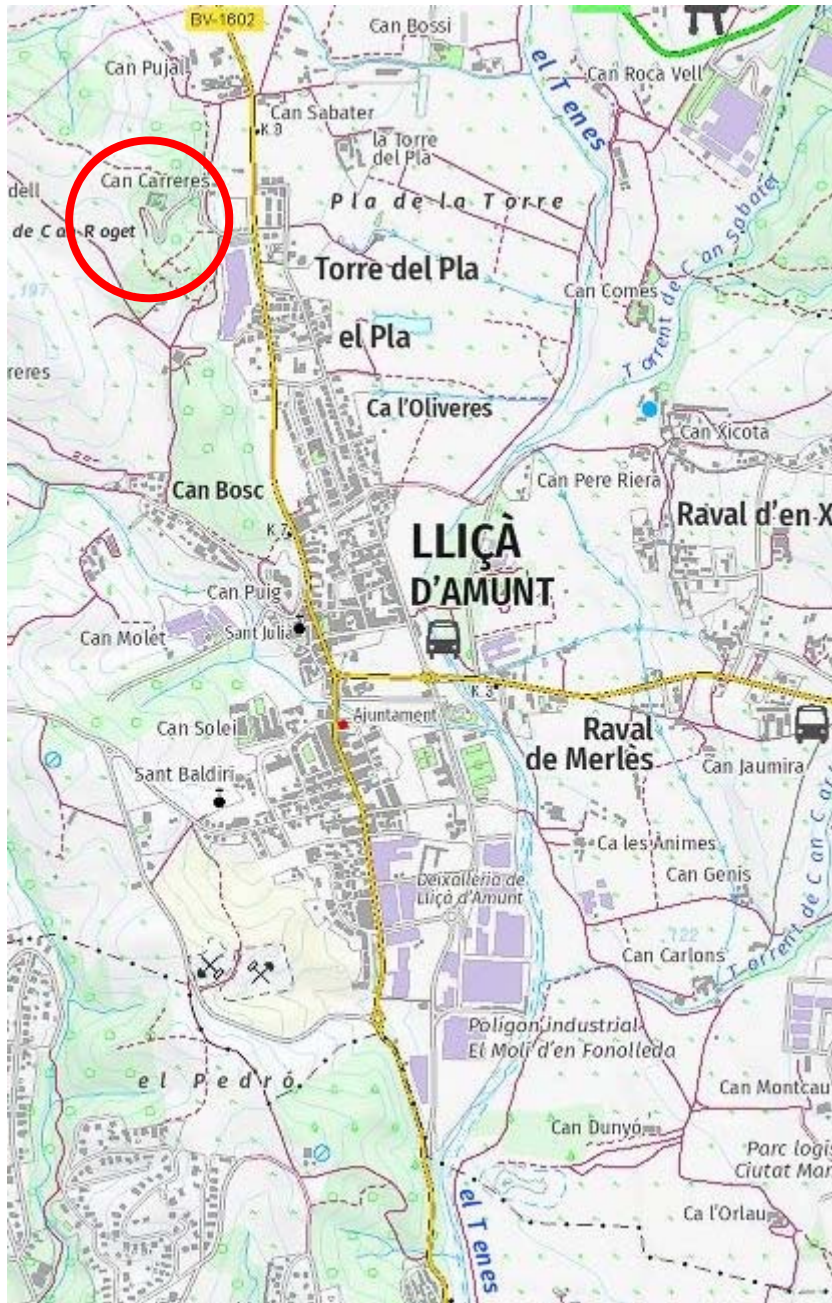 BV-1602
Can Bossi
Can Pujal
Can Roca Vell
el Tenes
Can Sabater
K 8
la Torre
del Pla
Can Carreres
dell
Pla de la Torre
de Can Roget
Torre del Pla
Can Comes
Torrent de Can Sabater
197
el Pla
reres
Ca l'Oliveres
Can Xicota
Can Pere Riera
Can Bosc
Raval d'en X
K 7
LLIÇÀ
D'AMUNT
Can Puig
Can Molet
Sant Julià
K 3
Ajuntament
Can Solei
Raval
de Merlès
Sant Baldiri
Can Jaumira
Ca les Ànimes
Can Genis
Deixalleria de
Lliçà d'Amunt
122
Can Carlons
Torrent de Can C
Polígon industrial
El Molí d'en Fonolleda
el Pedró
Can Montcau
Can Dunyó
Parc logis
Ciutat Mar
el Tenes
Ca l'Orlau